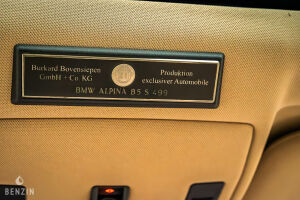 Burkard Bovensiepen
GmbH + Co. KG
Produktion
exclusiver Automobile
BMW ALPINA B5 S 499
BENZIN